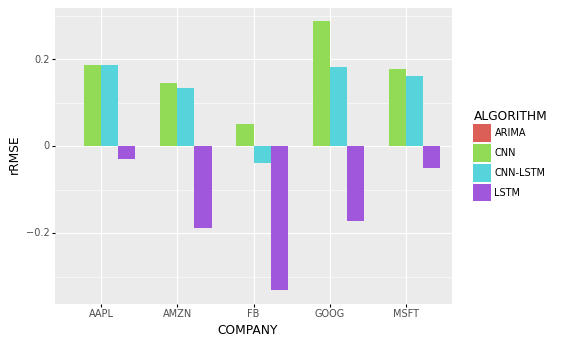 0.2
0
−0.2
rRMSE
AAPL AMZN FB GOOG MSFT
COMPANY
ALGORITHM
ARIMA
CNN
CNN-LSTM
LSTM